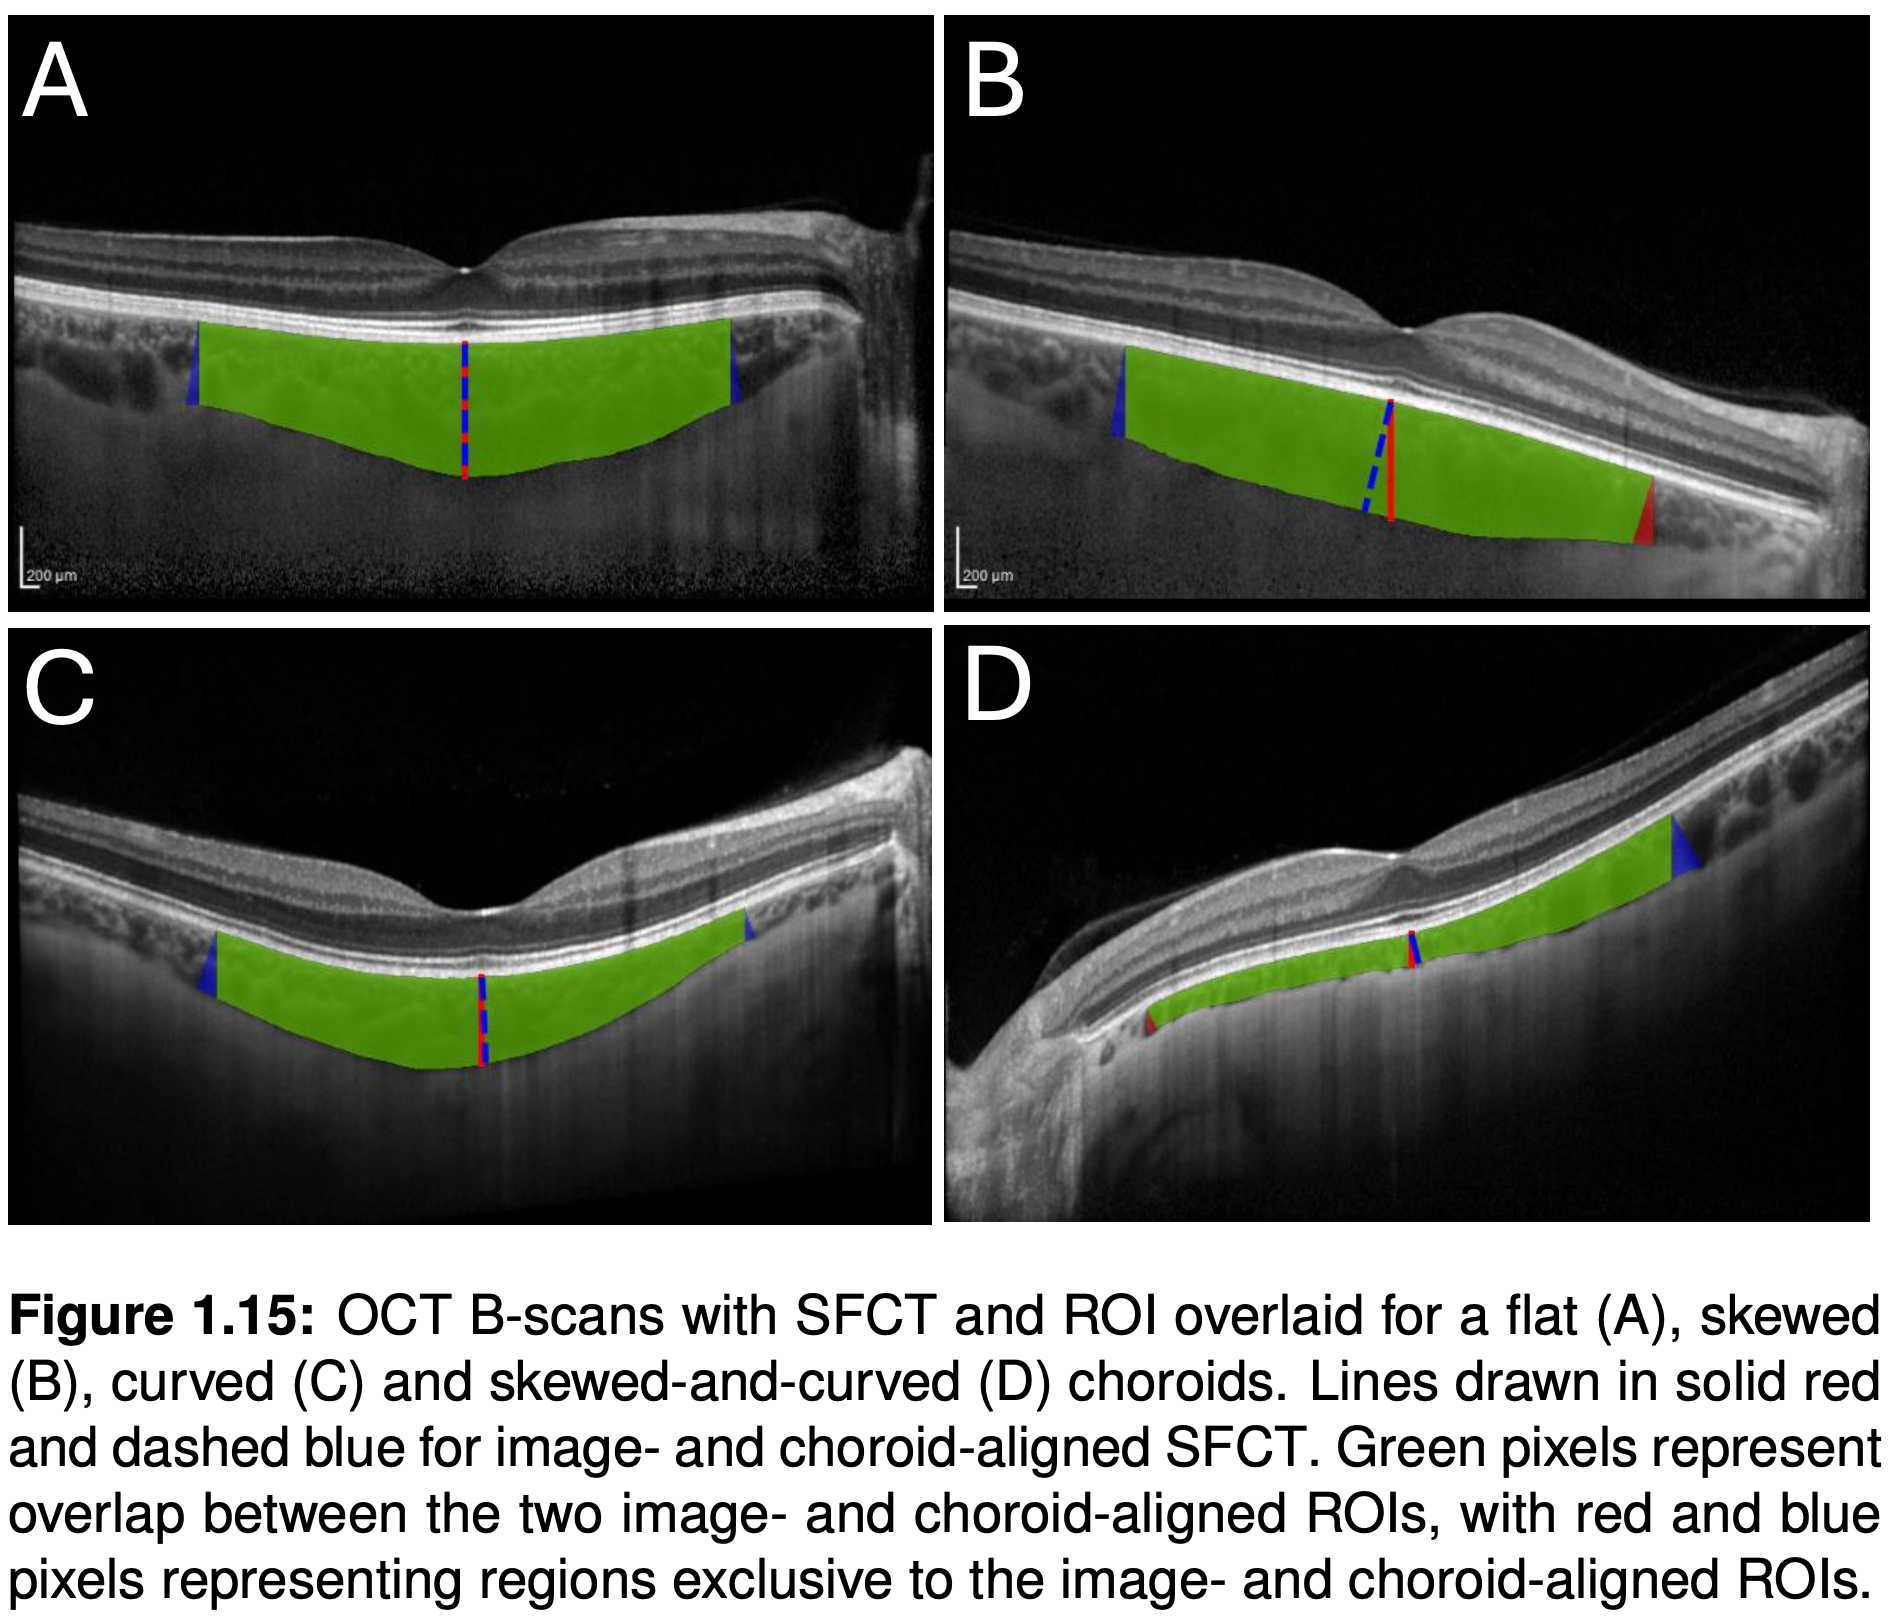 A
B
200 µm
200 µm
C
D
Figure 1.15: OCT B-scans with SFCT and ROI overlaid for a flat (A), skewed
(B), curved (C) and skewed-and-curved (D) choroids. Lines drawn in solid red
and dashed blue for image- and choroid-aligned SFCT. Green pixels represent
overlap between the two image- and choroid-aligned ROIs, with red and blue
pixels representing regions exclusive to the image- and choroid-aligned ROIs.